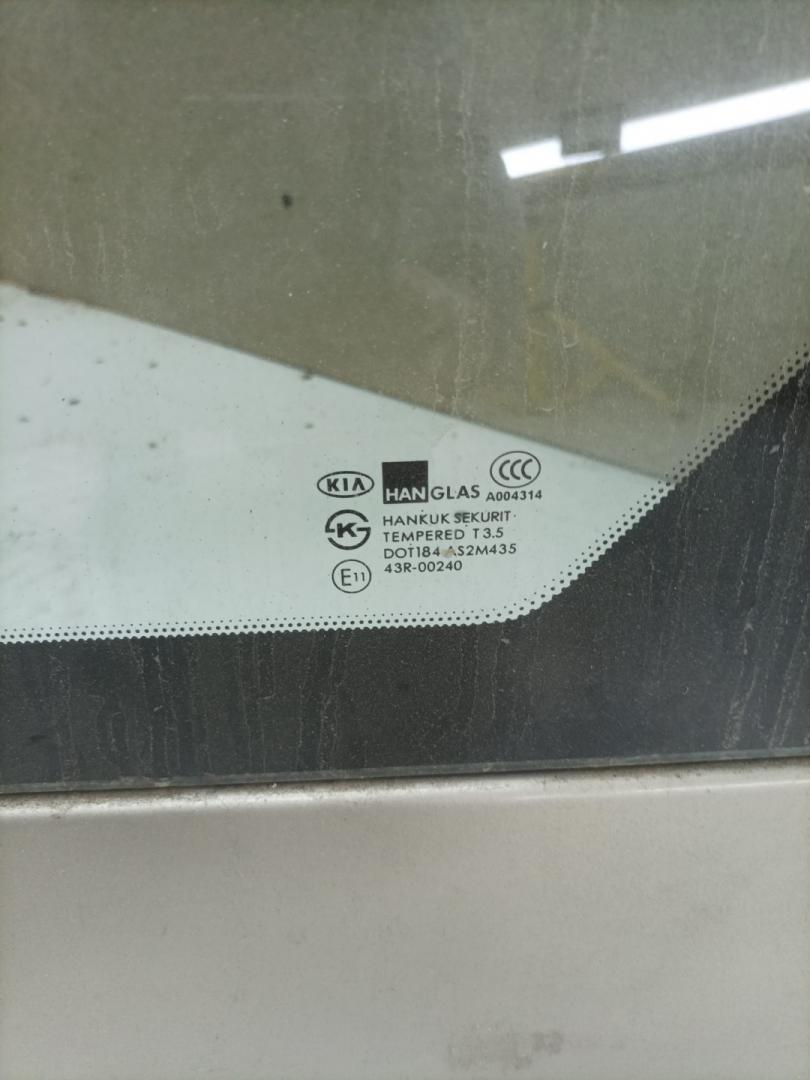 KIA
HANGLAS
CCC
A004314
K
HANKUK SEKURIT
TEMPERED T3.5
DOT184 AS2M435
E11
43R-00240